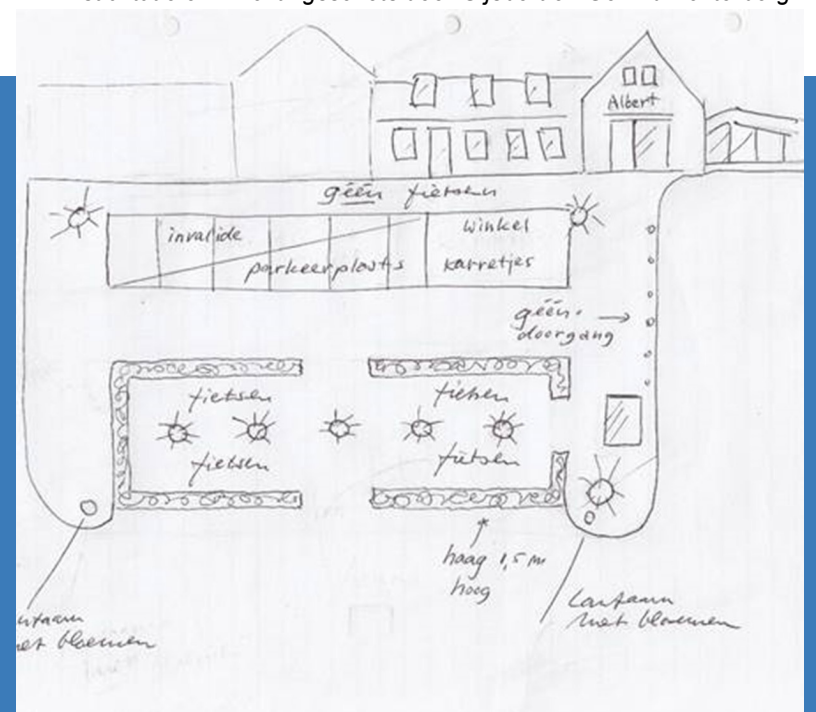 Albert
géén fietsen
invalide
parkeerplaats
winkel
karretjes
géén
doorgang
fietsen
fietsen
fietsen
fietsen
haag 1,5 m
hoog
Lantaarn
met bloemen
bloemen